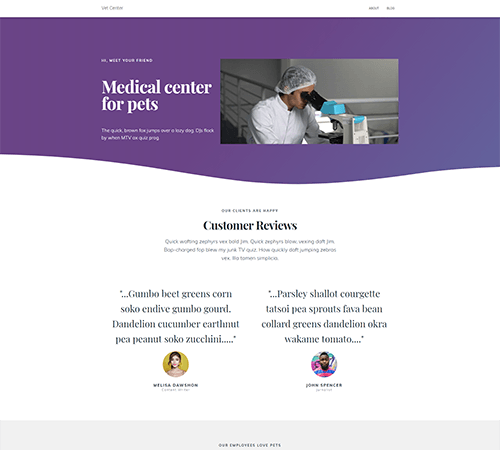 Vet Center
ABOUT BLOG
HI, MEET YOUR FRIEND
Medical center
for pets
The quick, brown fox jumps over a lazy dog. DJs flock
by when MTV ax quiz prog.
OUR CLIENTS ARE HAPPY
Customer Reviews
Quick wafting zephyrs vex bold Jim. Quick zephyrs blow, vexing daft Jim.
Sex-charged fop blew my junk TV quiz. How quickly daft jumping zebras
vex. Illa tamen simplicia.
"...Gumbo beet greens corn
soko endive gumbo gourd.
Dandelion cucumber earthnut
pea peanut soko zucchini....."
MELISA DAWSHON
Content Writer
"...Parsley shallot courgette
tatsoi pea sprouts fava bean
collard greens dandelion okra
wakame tomato...."
JOHN SPENCER
OUR EMPLOYEES LOVE PETS